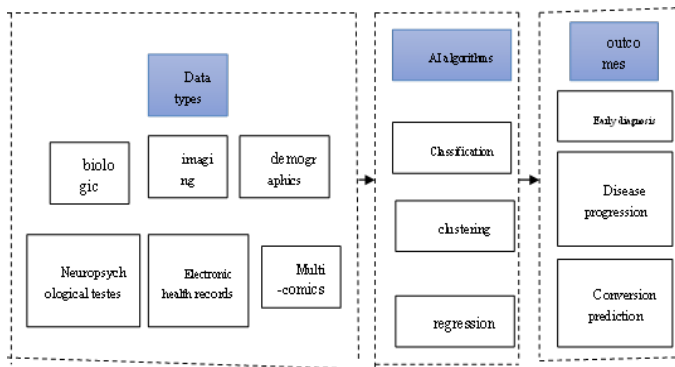 Data
types
biolo
gic
imagi
ng
demogr
aphics
Neuropsych
ological testes
Electronic
health records
Multi
-comics
AI algorithms
Classification
clustering
regression
outco
mes
Early diagnosis
Disease
progression
Conversion
prediction